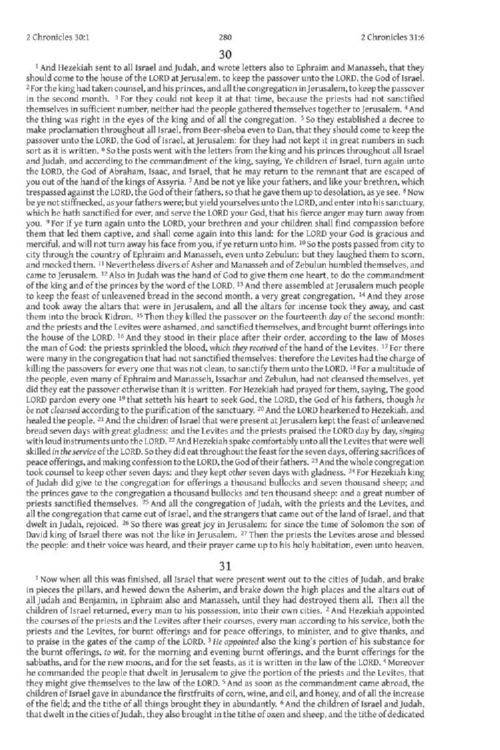 2 Chronicles 30:1 280 2 Chronicles 31:6
30
1 And Hezekiah sent to all Israel and Judah, and wrote letters also to Ephraim and Manasseh, that they
should come to the house of the LORD at Jerusalem, to keep the passover unto the LORD, the God of Israel.
2 For the king had taken counsel, and his princes, and all the congregation in Jerusalem, to keep the passover
in the second month. 3 For they could not keep it at that time, because the priests had not sanctified
themselves in sufficient number, neither had the people gathered themselves together to Jerusalem. 4 And
the thing was right in the eyes of the king and of all the congregation. 5 So they established a decree to
make proclamation throughout all Israel, from Beer-sheba even to Dan, that they should come to keep the
passover unto the LORD, the God of Israel, at Jerusalem: for they had not kept it in great numbers in such
sort as it is written. 6 So the posts went with the letters from the king and his princes throughout all Israel
and Judah, and according to the commandment of the king, saying, Ye children of Israel, turn again unto
the LORD, the God of Abraham, Isaac, and Israel, that he may return to the remnant that are escaped of
you out of the hand of the kings of Assyria. 7 And be not ye like your fathers, and like your brethren, which
trespassed against the LORD, the God of their fathers, so that he gave them up to desolation, as ye see. 8 Now
be ye not stiffnecked, as your fathers were; but yield yourselves unto the LORD, and enter into his sanctuary,
which he hath sanctified for ever, and serve the LORD your God, that his fierce anger may turn away from
you. 9 For if ye turn again unto the LORD, your brethren and your children shall find compassion before
them that led them captive, and shall come again into this land: for the LORD your God is gracious and
merciful, and will not turn away his face from you, if ye return unto him. 10 So the posts passed from city to
city through the country of Ephraim and Manasseh, even unto Zebulun: but they laughed them to scorn,
and mocked them. 11 Nevertheless divers of Asher and Manasseh and of Zebulun humbled themselves, and
came to Jerusalem. 12 Also in Judah was the hand of God to give them one heart, to do the commandment
of the king and of the princes by the word of the LORD. 13 And there assembled at Jerusalem much people
to keep the feast of unleavened bread in the second month, a very great congregation. 14 And they arose
and took away the altars that were in Jerusalem, and all the altars for incense took they away, and cast
them into the brook Kidron. 15 Then they killed the passover on the fourteenth day of the second month:
and the priests and the Levites were ashamed, and sanctified themselves, and brought burnt offerings into
the house of the LORD. 16 And they stood in their place after their order, according to the law of Moses
the man of God: the priests sprinkled the blood, which they received of the hand of the Levites. 17 For there
were many in the congregation that had not sanctified themselves: therefore the Levites had the charge of
killing the passovers for every one that was not clean, to sanctify them unto the LORD. 18 For a multitude of
the people, even many of Ephraim and Manasseh, Issachar and Zebulun, had not cleansed themselves, yet
did they eat the passover otherwise than it is written. For Hezekiah had prayed for them, saying, The good
LORD pardon every one 19 that setteth his heart to seek God, the LORD, the God of his fathers, though he
be not cleansed according to the purification of the sanctuary. 20 And the LORD hearkened to Hezekiah, and
healed the people. 21 And the children of Israel that were present at Jerusalem kept the feast of unleavened
bread seven days with great gladness: and the Levites and the priests praised the LORD day by day, singing
with loud instruments unto the LORD. 22 And Hezekiah spake comfortably unto all the Levites that were well
skilled in the service of the LORD. So they did eat throughout the feast for the seven days, offering sacrifices of
peace offerings, and making confession to the LORD, the God of their fathers. 23 And the whole congregation
took counsel to keep other seven days: and they kept other seven days with gladness. 24 For Hezekiah king
of Judah did give to the congregation for offerings a thousand bullocks and seven thousand sheep; and
the princes gave to the congregation a thousand bullocks and ten thousand sheep: and a great number of
priests sanctified themselves. 25 And all the congregation of Judah, with the priests and the Levites, and
all the congregation that came out of Israel, and the strangers that came out of the land of Israel, and that
dwelt in Judah, rejoiced. 26 So there was great joy in Jerusalem: for since the time of Solomon the son of
David king of Israel there was not the like in Jerusalem. 27 Then the priests the Levites arose and blessed
the people: and their voice was heard, and their prayer came up to his holy habitation, even unto heaven.
31
1 Now when all this was finished, all Israel that were present went out to the cities of Judah, and brake
in pieces the pillars, and hewed down the Asherim, and brake down the high places and the altars out of
all Judah and Benjamin, in Ephraim also and Manasseh, until they had destroyed them all. Then all the
children of Israel returned, every man to his possession, into their own cities. 2 And Hezekiah appointed
the courses of the priests and the Levites after their courses, every man according to his service, both the
priests and the Levites, for burnt offerings and for peace offerings, to minister, and to give thanks, and
to praise in the gates of the camp of the LORD. 3 He appointed also the king's portion of his substance for
the burnt offerings, to wit, for the morning and evening burnt offerings, and the burnt offerings for the
sabbaths, and for the new moons, and for the set feasts, as it is written in the law of the LORD. 4 Moreover
he commanded the people that dwelt in Jerusalem to give the portion of the priests and the Levites, that
they might give themselves to the law of the LORD. 5 And as soon as the commandment came abroad, the
children of Israel gave in abundance the firstfruits of corn, wine, and oil, and honey, and of all the increase
of the field; and the tithe of all things brought they in abundantly. 6 And the children of Israel and Judah,
that dwelt in the cities of Judah, they also brought in the tithe of oxen and sheep, and the tithe of dedicated